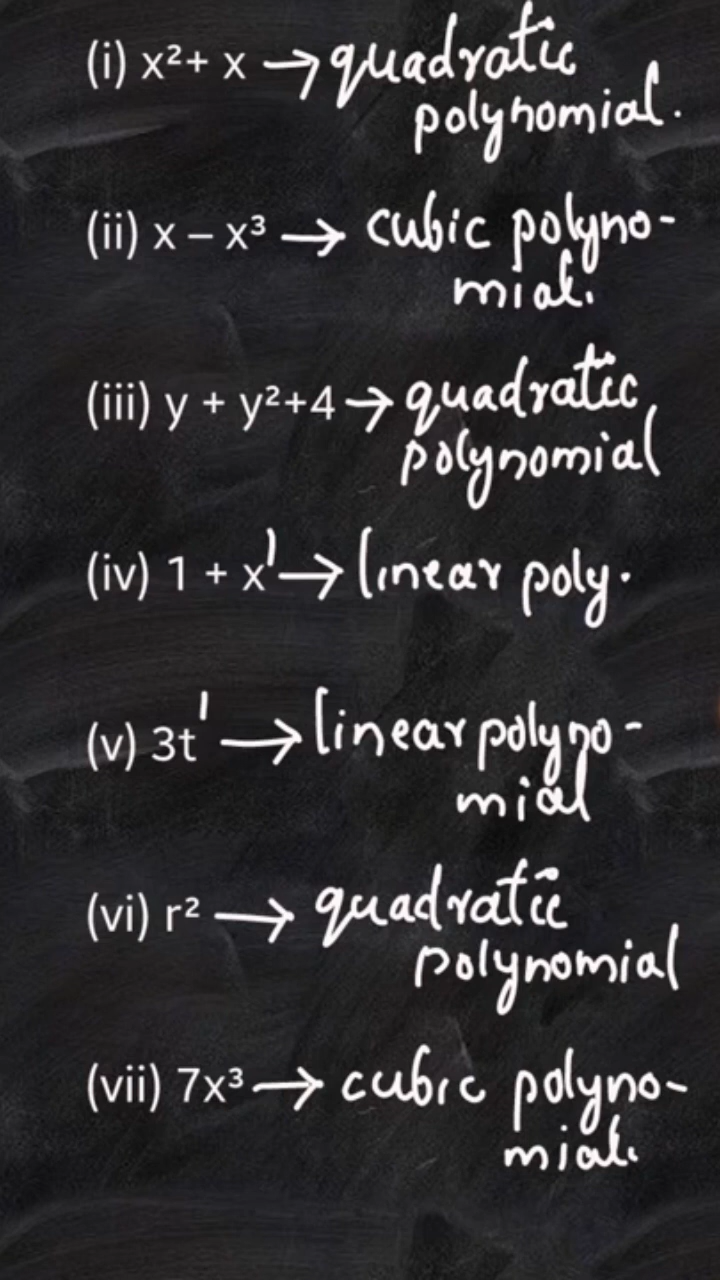 (i) x²+ x → quadratic
polynomial.
(ii) x – x³ → cubic polyno-
mial.
(iii) y + y²+4 → quadratic
polynomial
(iv) 1 + x¹ → linear poly.
(v) 3t¹ → linear polyno-
mial
(vi) r² → quadratic
polynomial
(vii) 7x³ → cubic polyno-
mial.